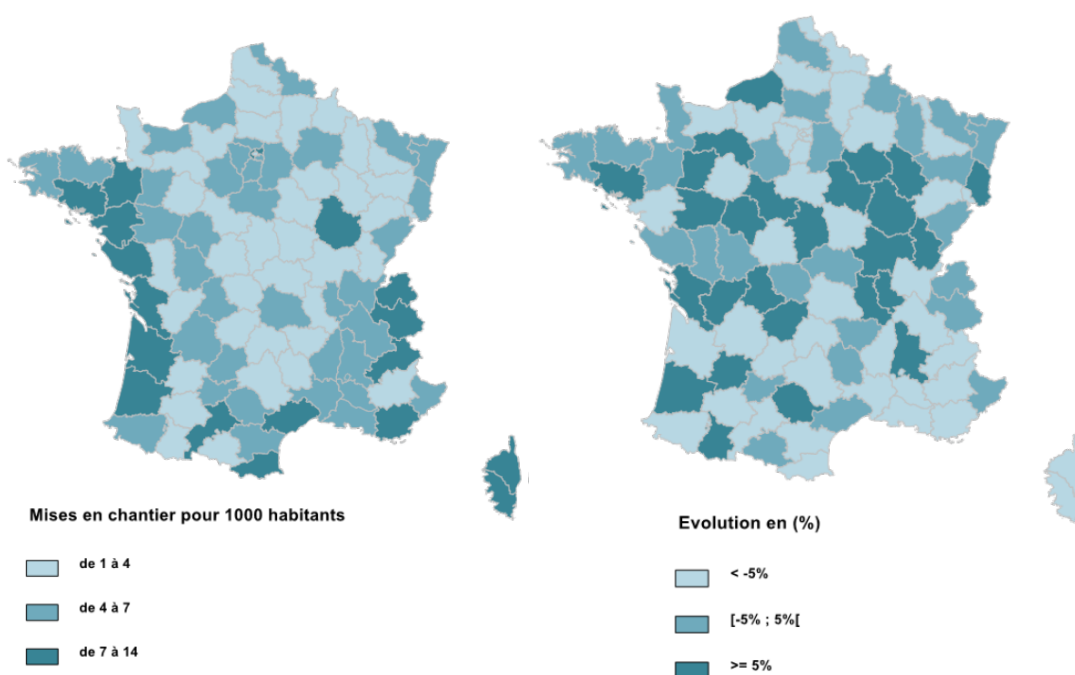 Mises en chantier pour 1000 habitants
de 1 à 4
de 4 à 7
de 7 à 14
Evolution en (%)
< -5%
[-5% ; 5%[
>= 5%